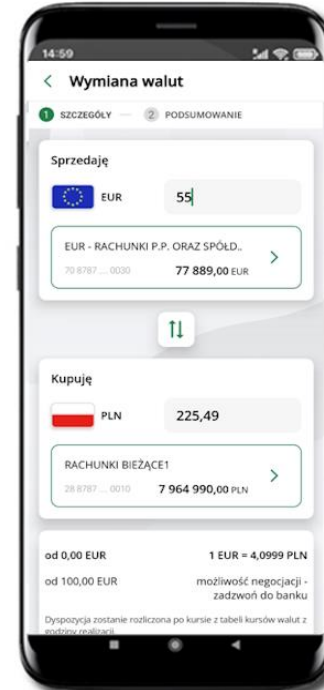 14:59
Wymiana walut
1 SZCZEGÓŁY — 2 PODSUMOWANIE
Sprzedaję
EUR 55
EUR - RACHUNKI P.P. ORAZ SPÓŁD..
70 8787 ... 0030 77 889,00 EUR
Kupuję
PLN 225,49
RACHUNKI BIEŻĄCE1
28 8787 ... 0010 7 964 990,00 PLN
od 0,00 EUR 1 EUR = 4,0999 PLN
od 100,00 EUR możliwość negocjacji -
zadzwoń do banku
Dyspozycja zostanie rozliczona po kursie z tabeli kursów walut z
godziny realizacji